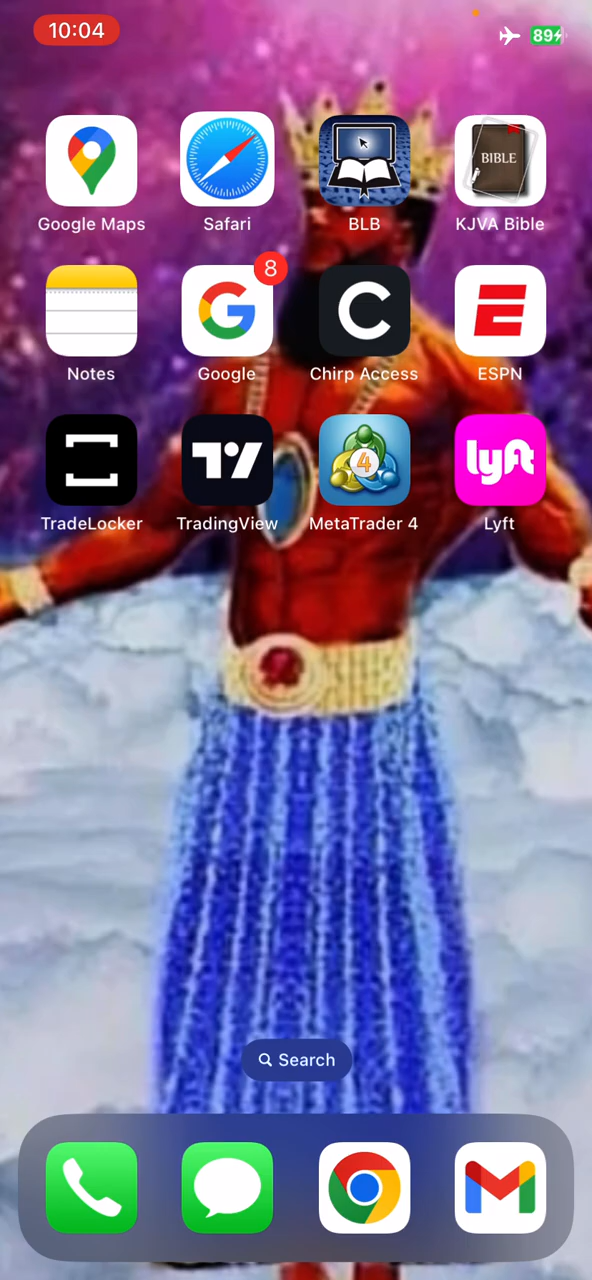 10:04
89
Google Maps
Safari
BLB
BIBLE
KJVA Bible
8
Notes
Google
Chirp Access
ESPN
lyft
4
TradeLocker
TradingView
MetaTrader 4
Lyft
Search